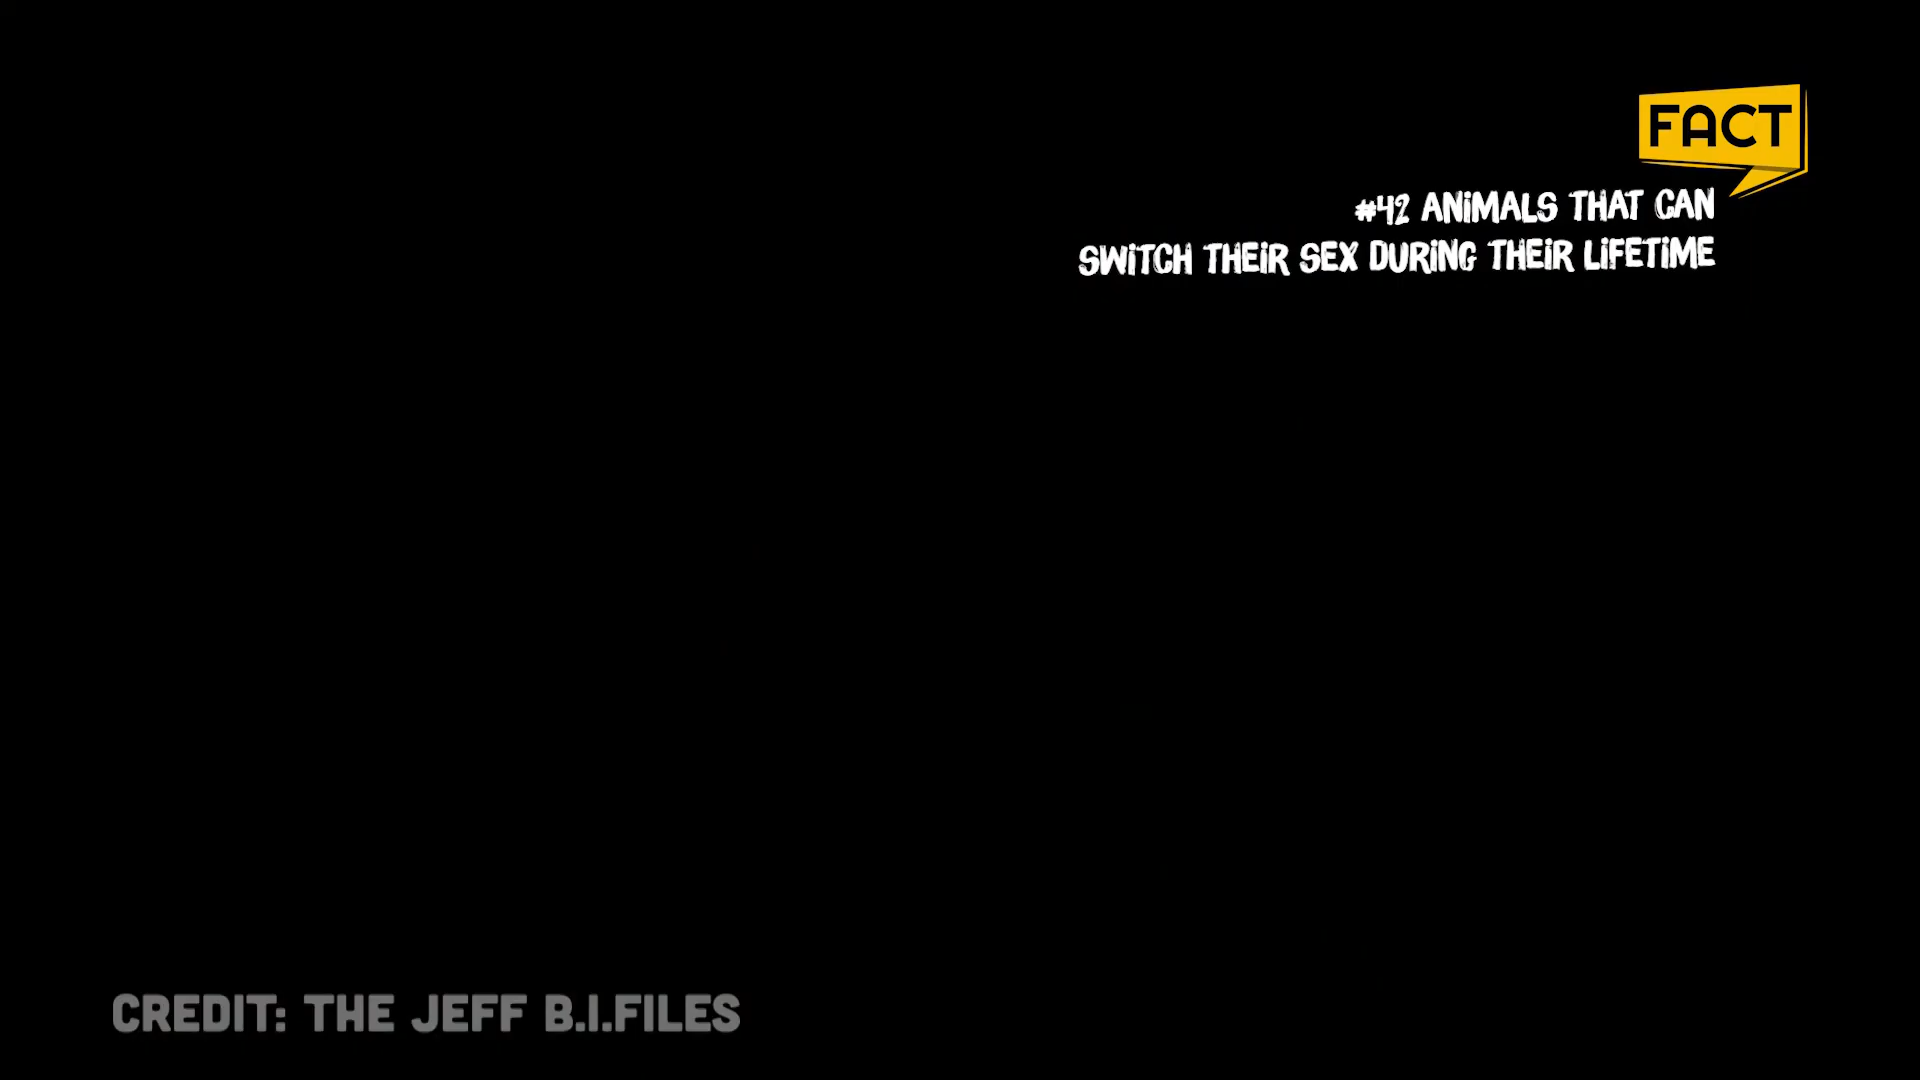 FACT
#42 ANIMALS THAT CAN
SWITCH THEIR SEX DURING THEIR LIFETIME
CREDIT: THE JEFF B.I.FILES